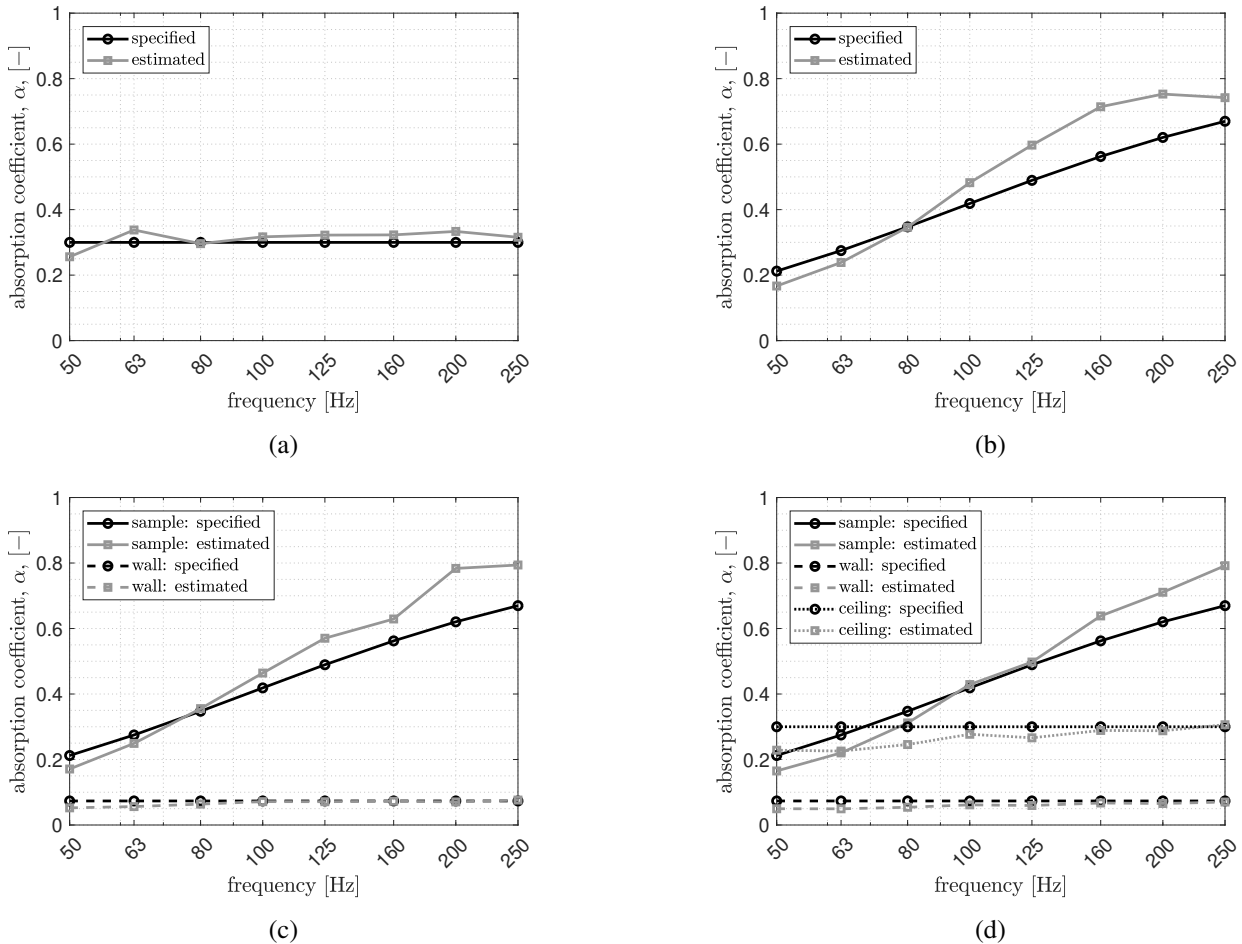 1
0.8
0.6
0.4
0.2
0
absorption coefficient, α, [−]
specified
estimated
50
63
80
100
125
160
200
250
frequency [Hz]
(a)
1
0.8
0.6
0.4
0.2
0
absorption coefficient, α, [−]
specified
estimated
50
63
80
100
125
160
200
250
frequency [Hz]
(b)
1
0.8
0.6
0.4
0.2
0
absorption coefficient, α, [−]
sample: specified
sample: estimated
wall: specified
wall: estimated
50
63
80
100
125
160
200
250
frequency [Hz]
(c)
1
0.8
0.6
0.4
0.2
0
absorption coefficient, α, [−]
sample: specified
sample: estimated
wall: specified
wall: estimated
ceiling: specified
ceiling: estimated
50
63
80
100
125
160
200
250
frequency [Hz]
(d)